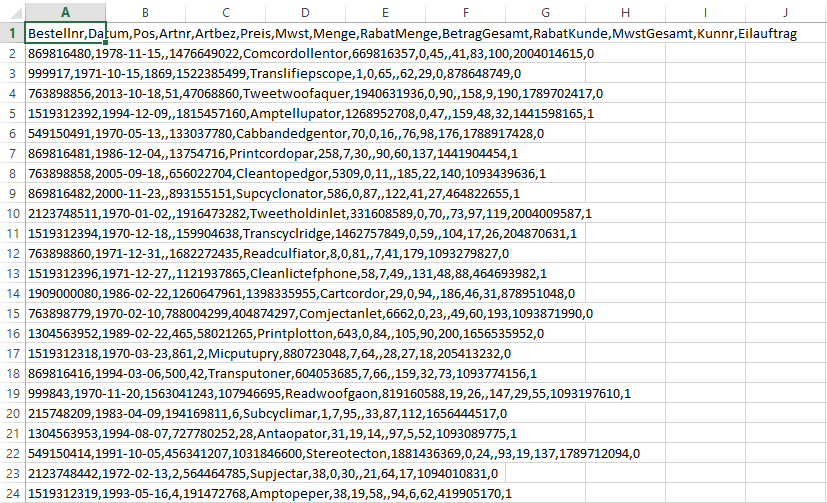 A B C D E F G H I J
1 Bestellnr,Datum,Pos,Artnr,Artbez,Preis,Mwst,Menge,RabatMenge,BetragGesamt,RabatKunde,MwstGesamt,Kunnr,Eilauftrag
2 869816480,1978-11-15,,1476649022,Comcordollentor,669816357,0,45,,41,83,100,2004014615,0
3 999917,1971-10-15,1869,1522385499,Translifiepscope,1,0,65,,62,29,0,878648749,0
4 763898856,2013-10-18,51,47068860,Tweetwoofaquer,1940631936,0,90,,158,9,190,1789702417,0
5 1519312392,1994-12-09,,1815457160,Amptellupator,1268952708,0,47,,159,48,32,1441598165,1
6 549150491,1970-05-13,,133037780,Cabbandedgentor,70,0,16,,76,98,176,1788917428,0
7 869816481,1986-12-04,,13754716,Printcordopar,258,7,30,,90,60,137,1441904454,1
8 763898858,2005-09-18,,656022704,Cleantopedgor,5309,0,11,,185,22,140,1093439636,1
9 869816482,2000-11-23,,893155151,Supcyclonator,586,0,87,,122,41,27,464822655,1
10 2123748511,1970-01-02,,1916473282,Tweetholdinlet,331608589,0,70,,73,97,119,2004009587,1
11 1519312394,1970-12-18,,159904638,Transcyclridge,1462757849,0,59,,104,17,26,204870631,1
12 763898860,1971-12-31,,1682272435,Readculfiator,8,0,81,,7,41,179,1093279827,0
13 1519312396,1971-12-27,,1121937865,Cleanlictefphone,58,7,49,,131,48,88,464693982,1
14 1909000080,1986-02-22,1260647961,1398335955,Cartcordor,29,0,94,,186,46,31,878951048,0
15 763898779,1970-02-10,788004299,404874297,Comjectanlet,6662,0,23,,49,60,193,1093871990,0
16 1304563952,1989-02-22,465,58021265,Printplotton,643,0,84,,105,90,200,1656535952,0
17 1519312318,1970-03-23,861,2,Micputupry,880723048,7,64,,28,27,18,205413232,0
18 869816416,1994-03-06,500,42,Transputoner,604053685,7,66,,159,32,73,1093774156,1
19 999843,1970-11-20,1563041243,107946695,Readwoofgaon,819160588,19,26,,147,29,55,1093197610,1
20 215748209,1983-04-09,194169811,6,Subcyclimar,1,7,95,,33,87,112,1656444517,0
21 1304563953,1994-08-07,727780252,28,Antaopator,31,19,14,,97,5,52,1093089775,1
22 549150414,1991-10-05,456341207,1031846600,Stereotecton,1881436369,0,24,,93,19,137,1789712094,0
23 2123748442,1972-02-13,2,564464785,Supjectar,38,0,30,,21,64,17,1094010831,0
24 1519312319,1993-05-16,4,191472768,Amptopeper,38,19,58,,94,6,62,419905170,1